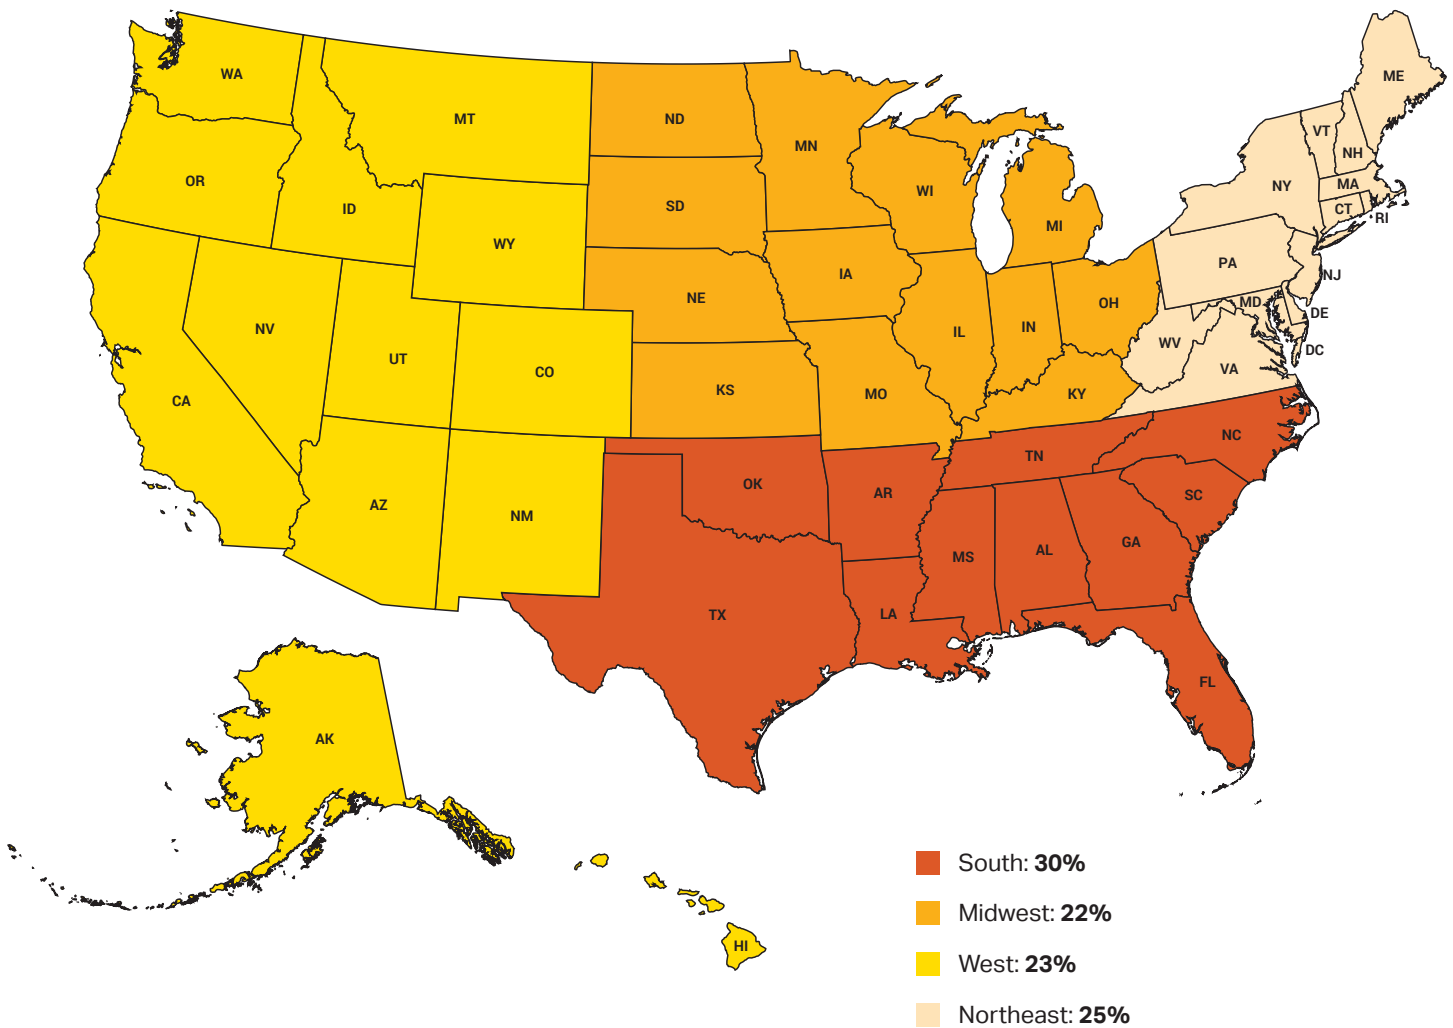 WA
MT
ND
MN
ME
VT
NH
OR
ID
SD
WI
NY
MA
CT
RI
WY
MI
PA
NJ
IA
NV
NE
OH
MD
DE
UT
CO
IL
IN
WV
DC
VA
CA
KS
MO
KY
NC
TN
AZ
NM
OK
AR
SC
MS
AL
GA
TX
LA
FL
AK
HI
South: 30%
Midwest: 22%
West: 23%
Northeast: 25%